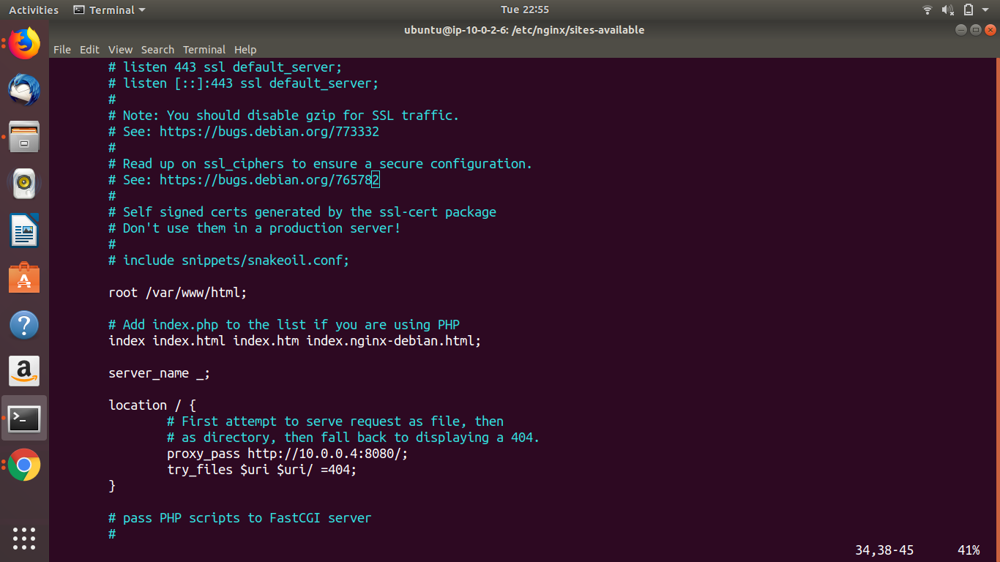 Activities Terminal Tue 22:55
ubuntu@ip-10-0-2-6: /etc/nginx/sites-available
File Edit View Search Terminal Help
# listen 443 ssl default_server;
# listen [::]:443 ssl default_server;
#
# Note: You should disable gzip for SSL traffic.
# See: https://bugs.debian.org/773332
#
# Read up on ssl_ciphers to ensure a secure configuration.
# See: https://bugs.debian.org/765782
#
# Self signed certs generated by the ssl-cert package
# Don't use them in a production server!
#
# include snippets/snakeoil.conf;
root /var/www/html;
# Add index.php to the list if you are using PHP
index index.html index.htm index.nginx-debian.html;
server_name _;
location / {
# First attempt to serve request as file, then
# as directory, then fall back to displaying a 404.
proxy_pass http://10.0.0.4:8080/;
try_files $uri $uri/ =404;
}
# pass PHP scripts to FastCGI server
#
34,38-45 41%